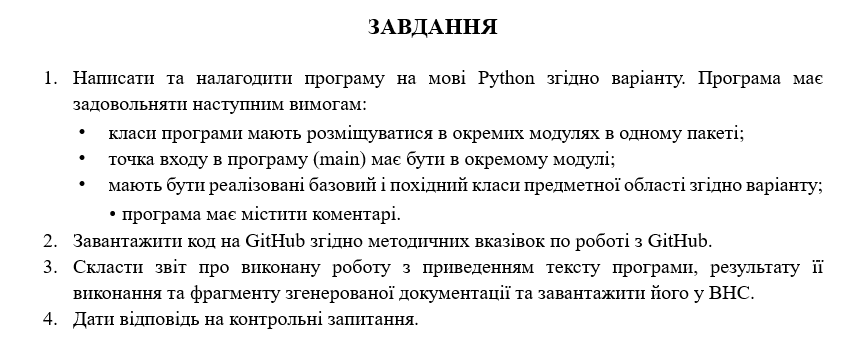 ЗАВДАННЯ
1. Написати та налагодити програму на мові Python згідно варіанту. Програма має
задовольняти наступним вимогам:
• класи програми мають розміщуватися в окремих модулях в одному пакеті;
• точка входу в програму (main) має бути в окремому модулі;
• мають бути реалізовані базовий і похідний класи предметної області згідно варіанту;
• програма має містити коментарі.
2. Завантажити код на GitHub згідно методичних вказівок по роботі з GitHub.
3. Скласти звіт про виконану роботу з приведенням тексту програми, результату її
виконання та фрагменту згенерованої документації та завантажити його у ВНС.
4. Дати відповідь на контрольні запитання.